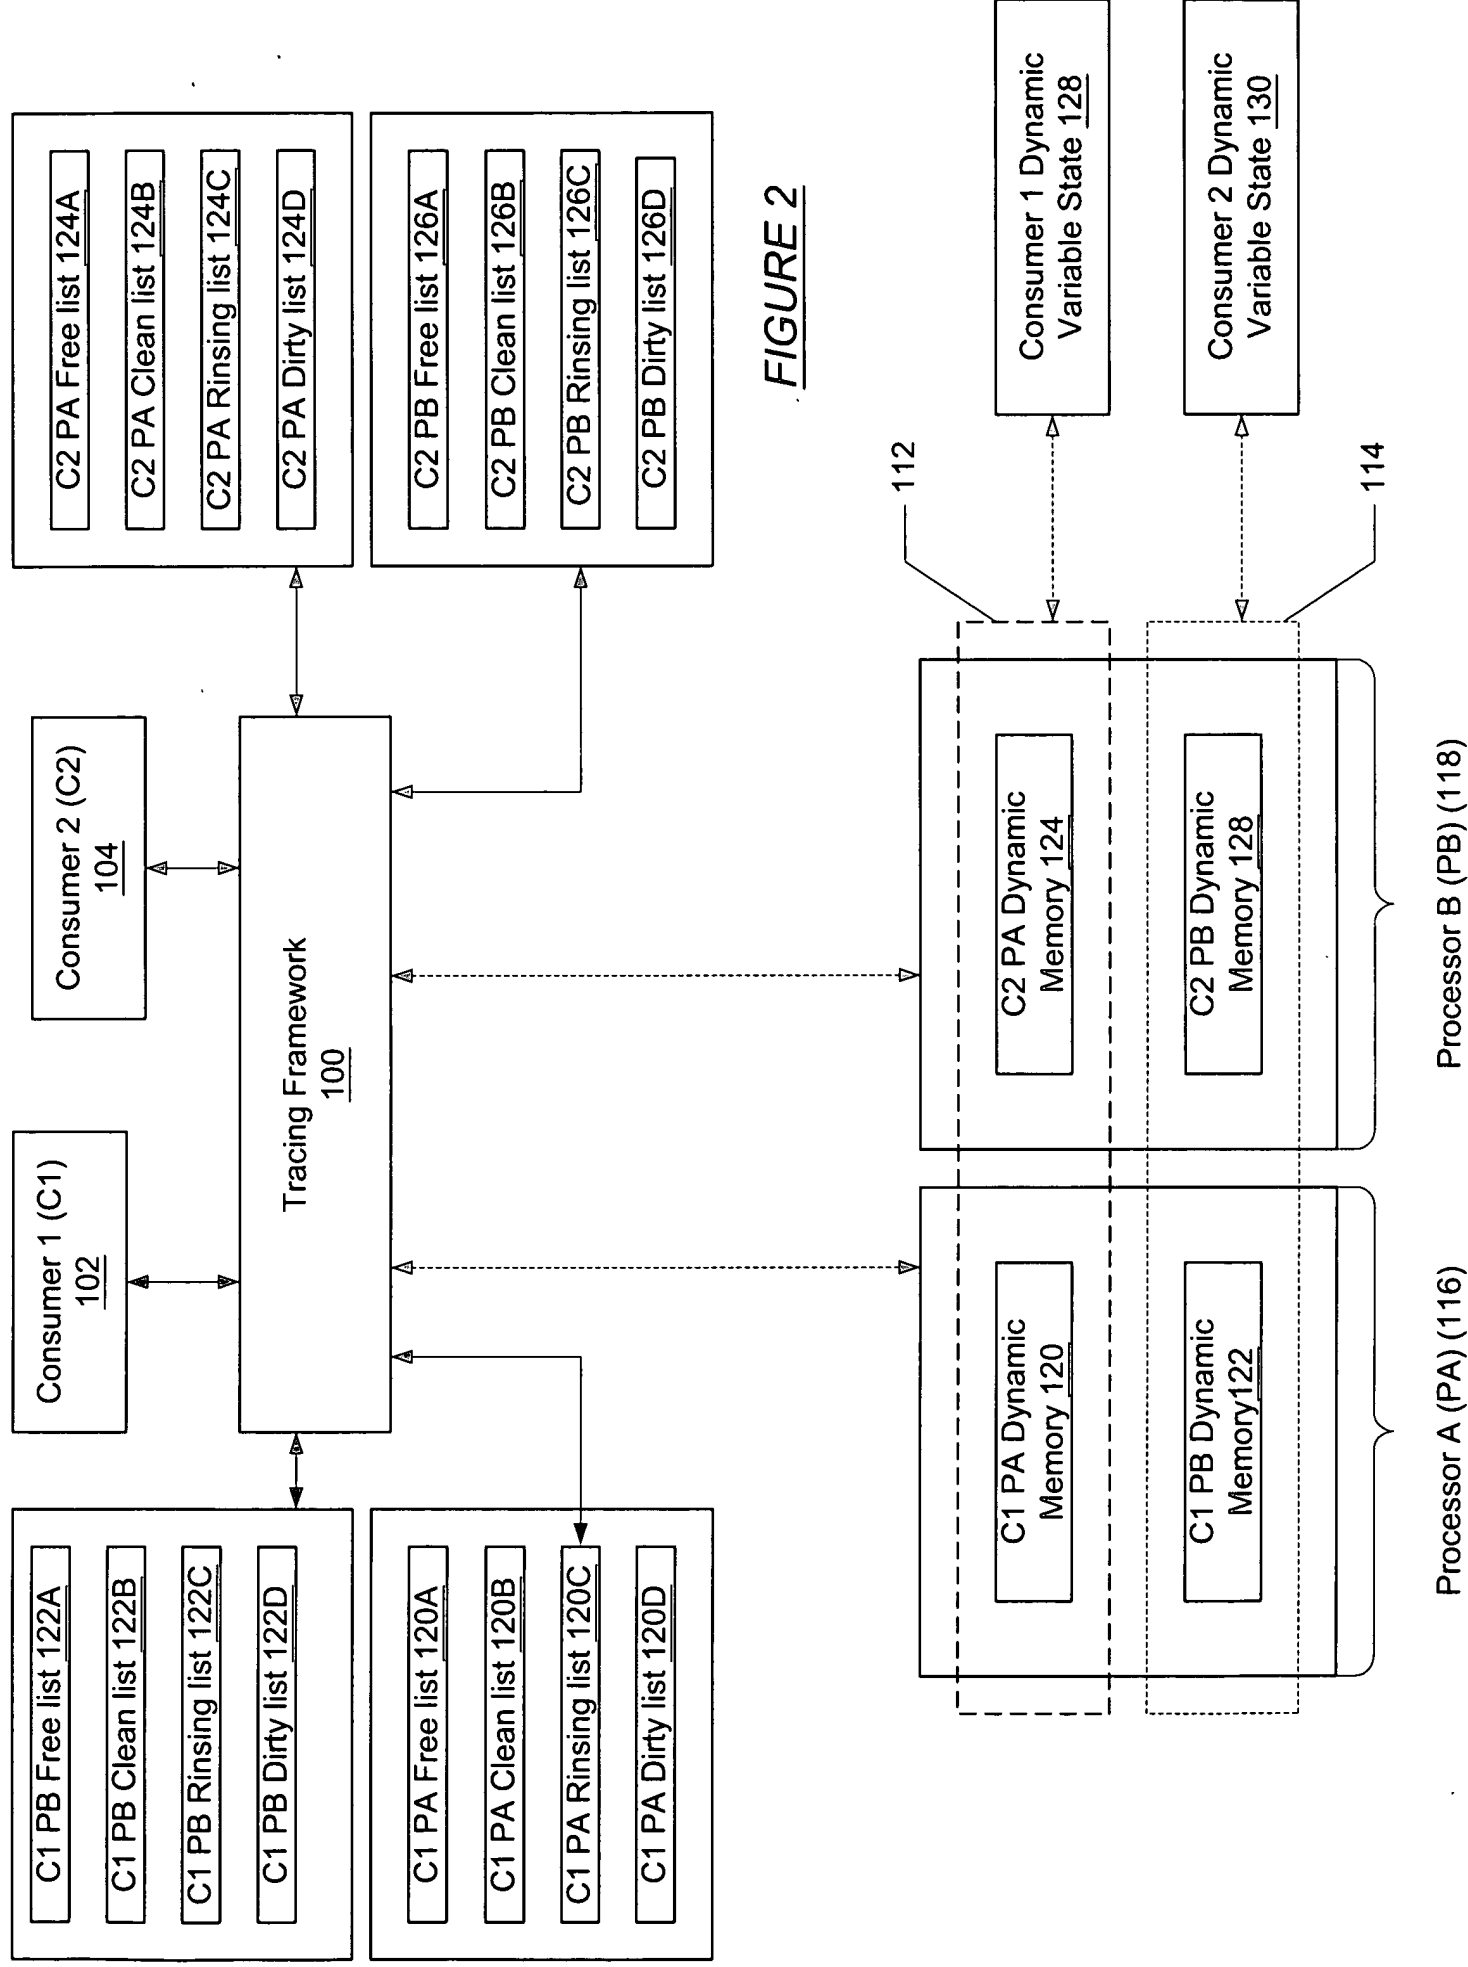 C1 PB Free list 122A
C1 PB Clean list 122B
C1 PB Rinsing list 122C
C1 PB Dirty list 122D
C1 PA Free list 120A
C1 PA Clean list 120B
C1 PA Rinsing list 120C
C1 PA Dirty list 120D
Consumer 1 (C1)
102
Consumer 2 (C2)
104
Tracing Framework
100
C2 PA Free list 124A
C2 PA Clean list 124B
C2 PA Rinsing list 124C
C2 PA Dirty list 124D
C2 PB Free list 126A
C2 PB Clean list 126B
C2 PB Rinsing list 126C
C2 PB Dirty list 126D
FIGURE 2
C1 PA Dynamic
Memory 120
C1 PB Dynamic
Memory122
C2 PA Dynamic
Memory 124
C2 PB Dynamic
Memory 128
112
114
Consumer 1 Dynamic
Variable State 128
Consumer 2 Dynamic
Variable State 130
Processor A (PA) (116)
Processor B (PB) (118)